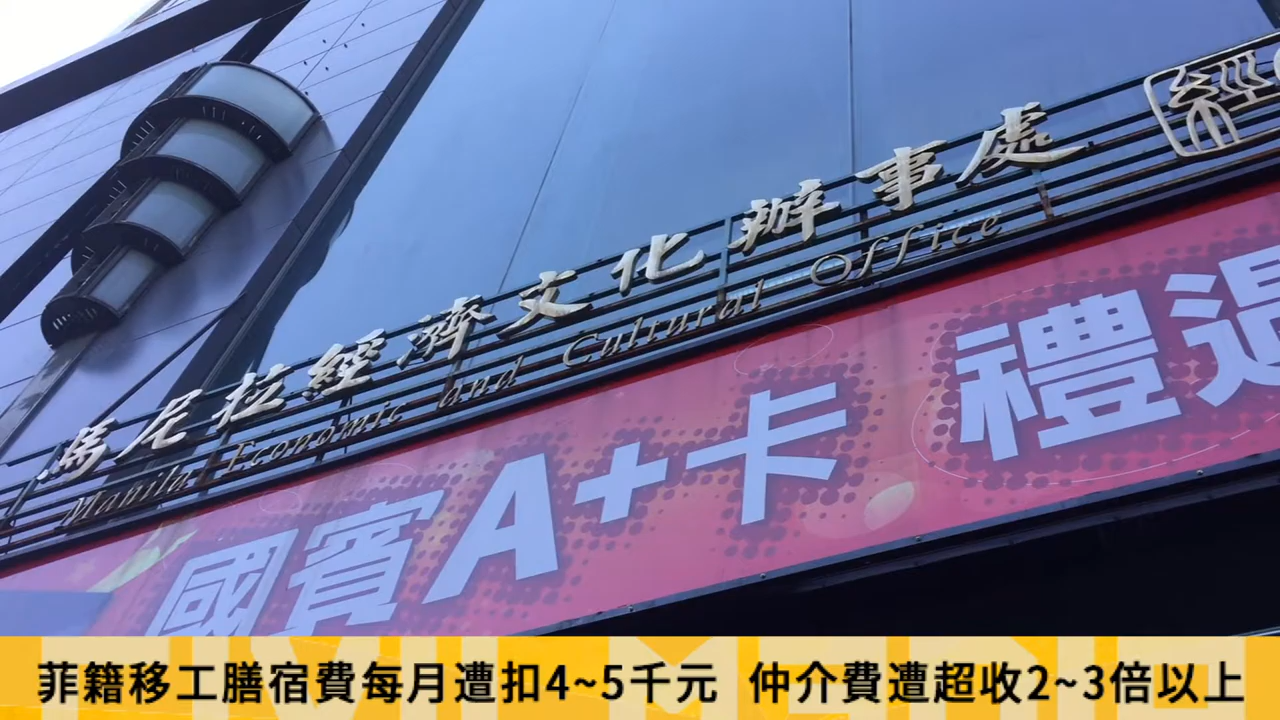 馬尼拉經濟文化辦事處 經
Manila Economic and Cultural Office
國賓A+卡 禮遇
菲籍移工膳宿費每月遭扣4~5千元 仲介費遭超收2~3倍以上